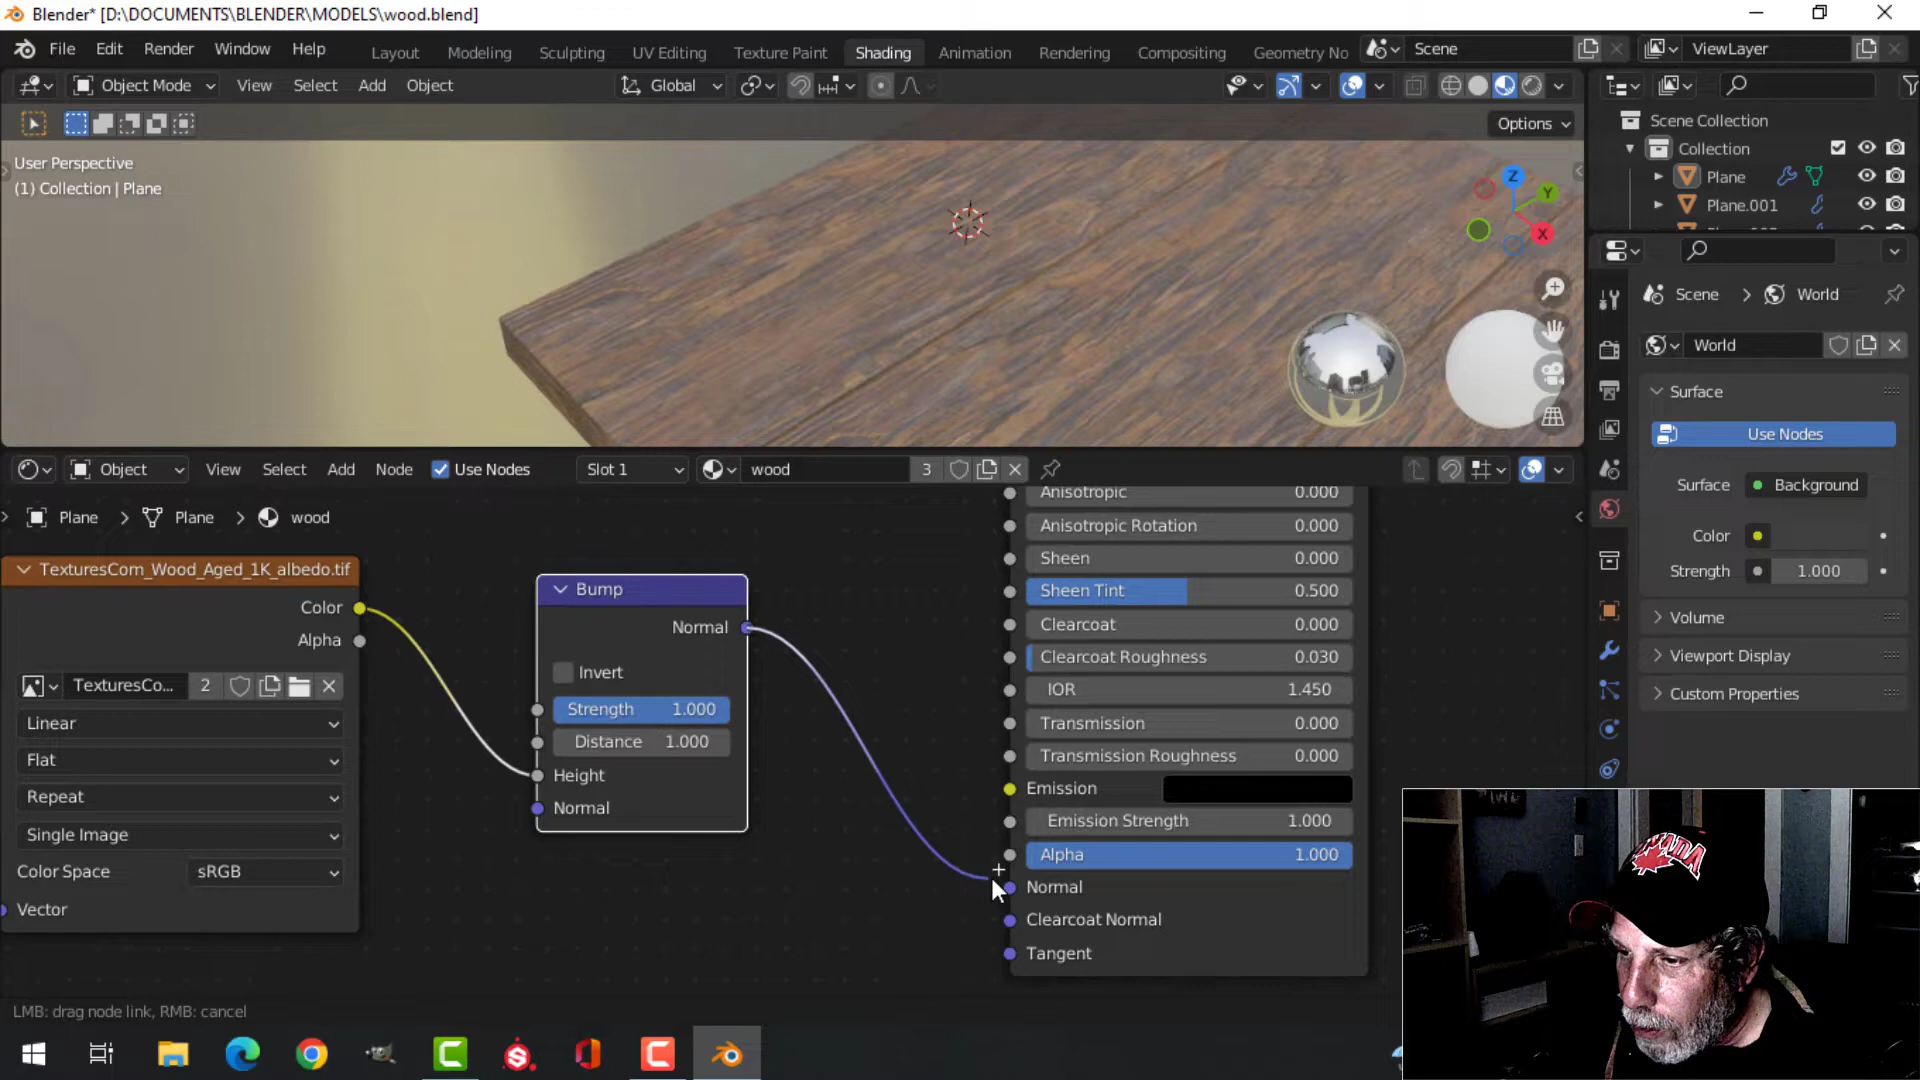 Blender* [D:\DOCUMENTS\BLENDER\MODELS\wood.blend]
File Edit Render Window Help
Layout Modeling Sculpting UV Editing Texture Paint Shading Animation Rendering Compositing Geometry No
Scene
ViewLayer
Object Mode View Select Add Object
Global
Options
User Perspective
(1) Collection | Plane
Z
Y
X
Scene Collection
Collection
Plane
Plane.001
Scene > World
World
Surface
Use Nodes
Surface Background
Color
Strength 1.000
Volume
Viewport Display
Custom Properties
Object View Select Add Node Use Nodes Slot 1 wood 3
Plane > Plane > wood
TexturesCom_Wood_Aged_1K_albedo.tif
Color
Alpha
TexturesCo... 2
Linear
Flat
Repeat
Single Image
Color Space sRGB
Vector
Bump
Normal
Invert
Strength 1.000
Distance 1.000
Height
Normal
Anisotropic 0.000
Anisotropic Rotation 0.000
Sheen 0.000
Sheen Tint 0.500
Clearcoat 0.000
Clearcoat Roughness 0.030
IOR 1.450
Transmission 0.000
Transmission Roughness 0.000
Emission
Emission Strength 1.000
Alpha 1.000
Normal
Clearcoat Normal
Tangent
LMB: drag node link, RMB: cancel
CANADA